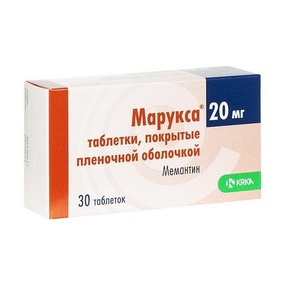 Марукса® 20 мг
таблетки, покрытые
пленочной оболочкой
Мемантин
30 таблеток
KRKA